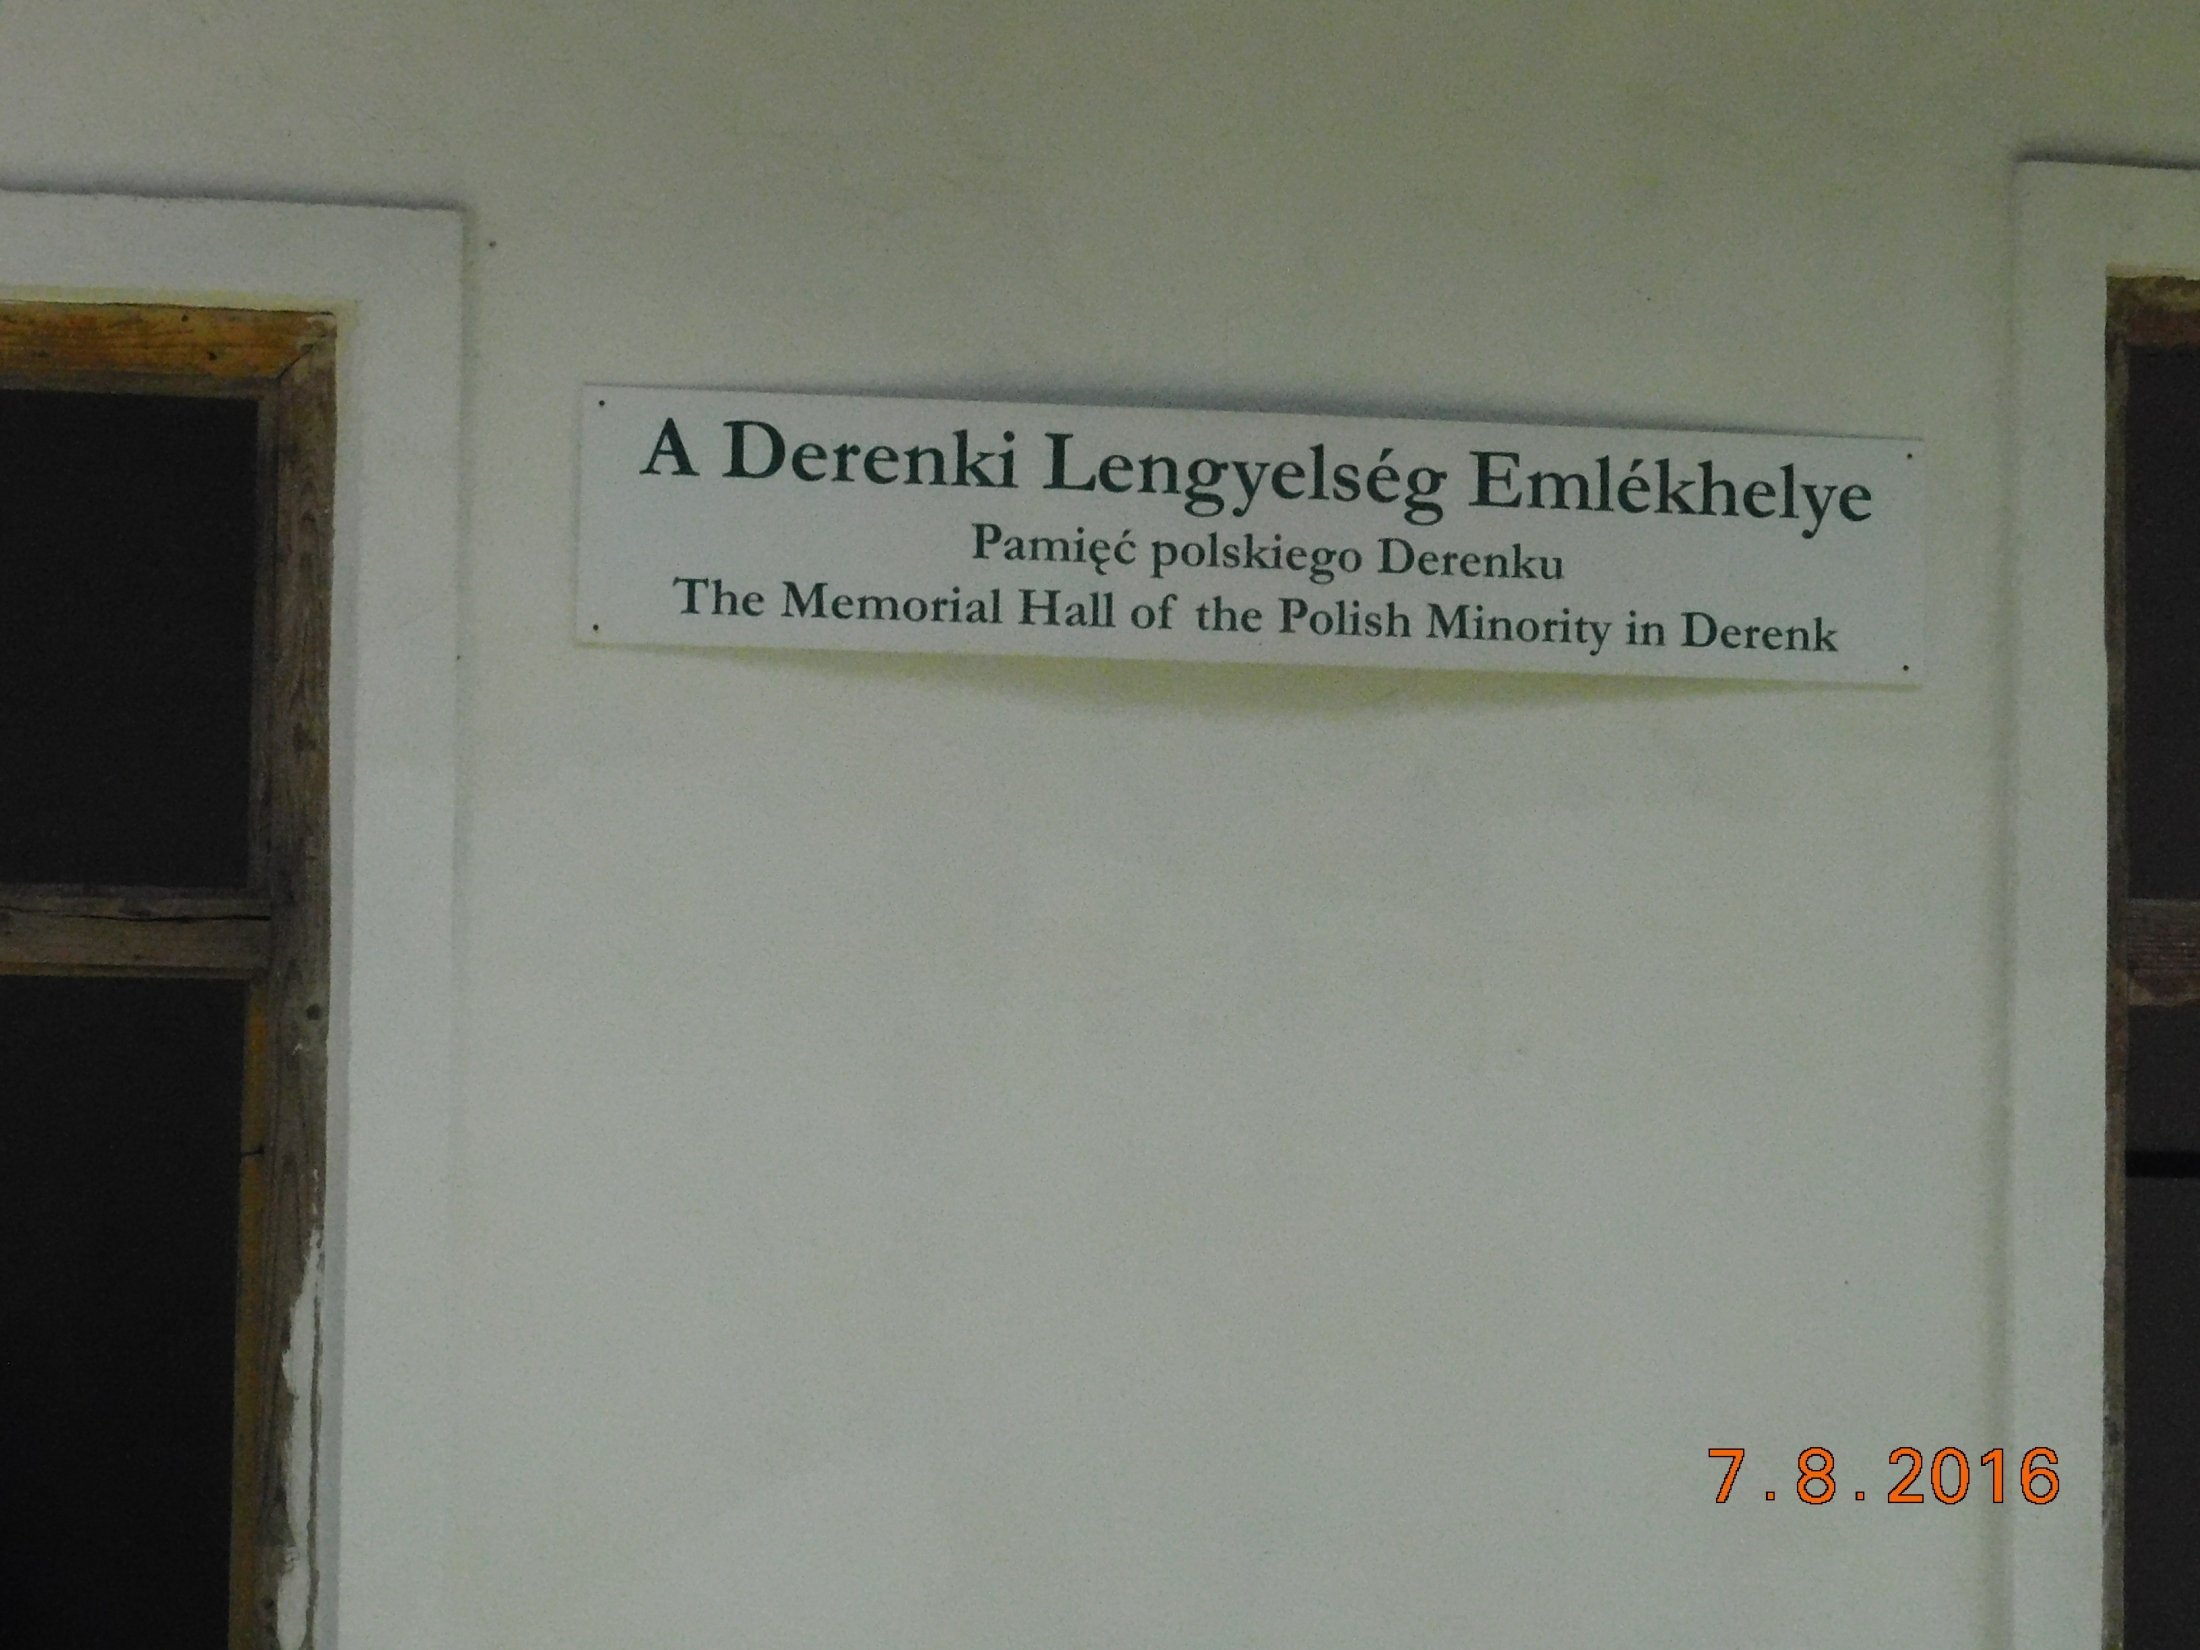 A Derenki Lengyelség Emlékhelye
Pamięć polskiego Derenku
The Memorial Hall of the Polish Minority in Derenk
7.8.2016